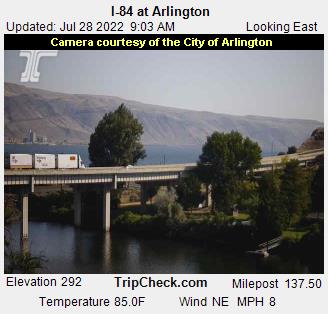 I-84 at Arlington
Updated: Jul 28 2022 9:03 AM Looking East
Camera courtesy of the City of Arlington
Elevation 292 TripCheck.com Milepost 137.50
Temperature 85.0F Wind NE MPH 8